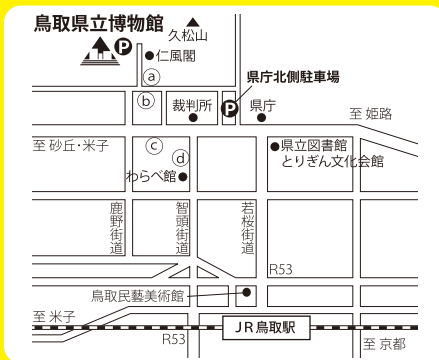 鳥取県立博物館
P
久松山
仁風閣
ⓐ
県庁北側駐車場
ⓑ
裁判所
P
県庁
至 姫路
至 砂丘・米子
ⓒ
ⓓ
県立図書館
とりぎん文化会館
わらべ館
鹿野街道
智頭街道
若桜街道
R53
鳥取民藝美術館
至 米子
JR鳥取駅
R53
至 京都